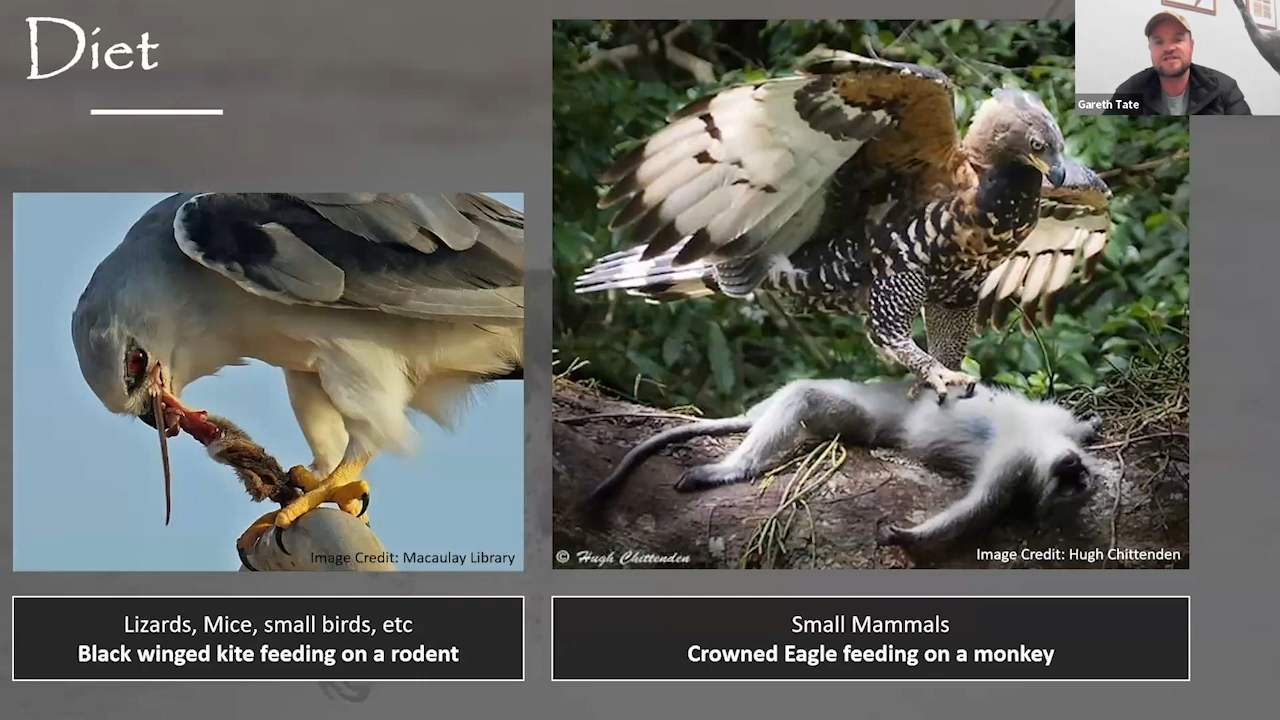 Diet
Gareth Tate
Image Credit: Macaulay Library
© Hugh Chittenden
Image Credit: Hugh Chittenden
Lizards, Mice, small birds, etc
Black winged kite feeding on a rodent
Small Mammals
Crowned Eagle feeding on a monkey